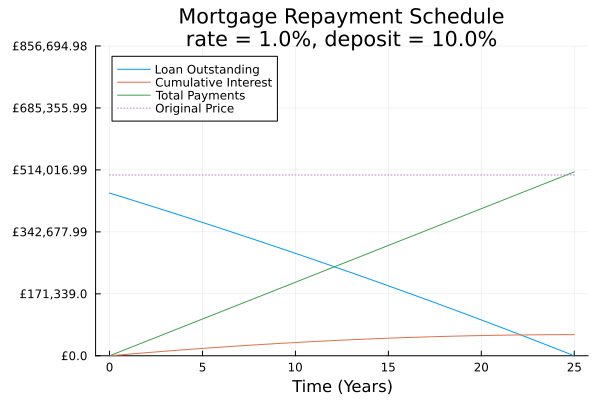 Mortgage Repayment Schedule
rate = 1.0%, deposit = 10.0%
£856,694.98
£685,355.99
£514,016.99
£342,677.99
£171,339.0
£0.0
Loan Outstanding
Cumulative Interest
Total Payments
Original Price
0 5 10 15 20 25
Time (Years)